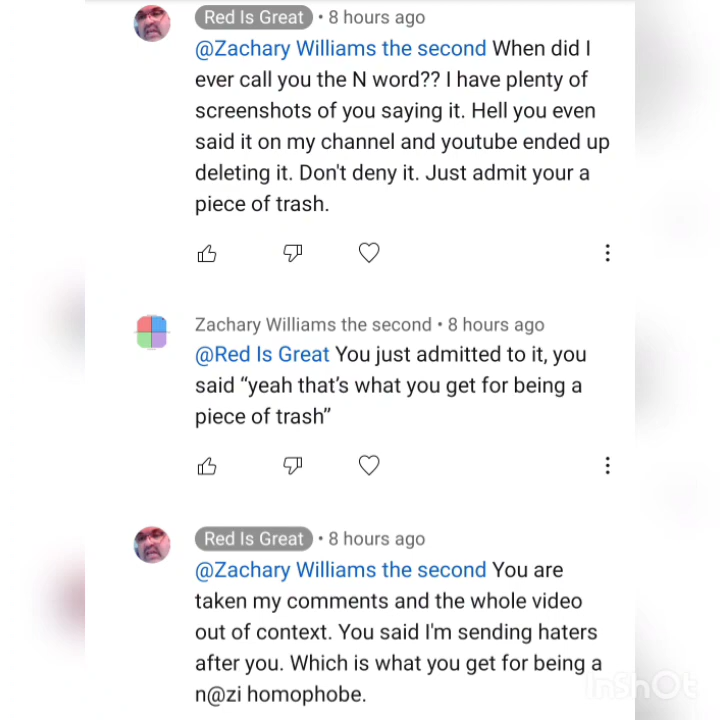 Red Is Great • 8 hours ago
@Zachary Williams the second When did I
ever call you the N word?? I have plenty of
screenshots of you saying it. Hell you even
said it on my channel and youtube ended up
deleting it. Don't deny it. Just admit your a
piece of trash.
Zachary Williams the second • 8 hours ago
@Red Is Great You just admitted to it, you
said “yeah that’s what you get for being a
piece of trash”
Red Is Great • 8 hours ago
@Zachary Williams the second You are
taken my comments and the whole video
out of context. You said I'm sending haters
after you. Which is what you get for being a
n@zi homophobe.
InShOt